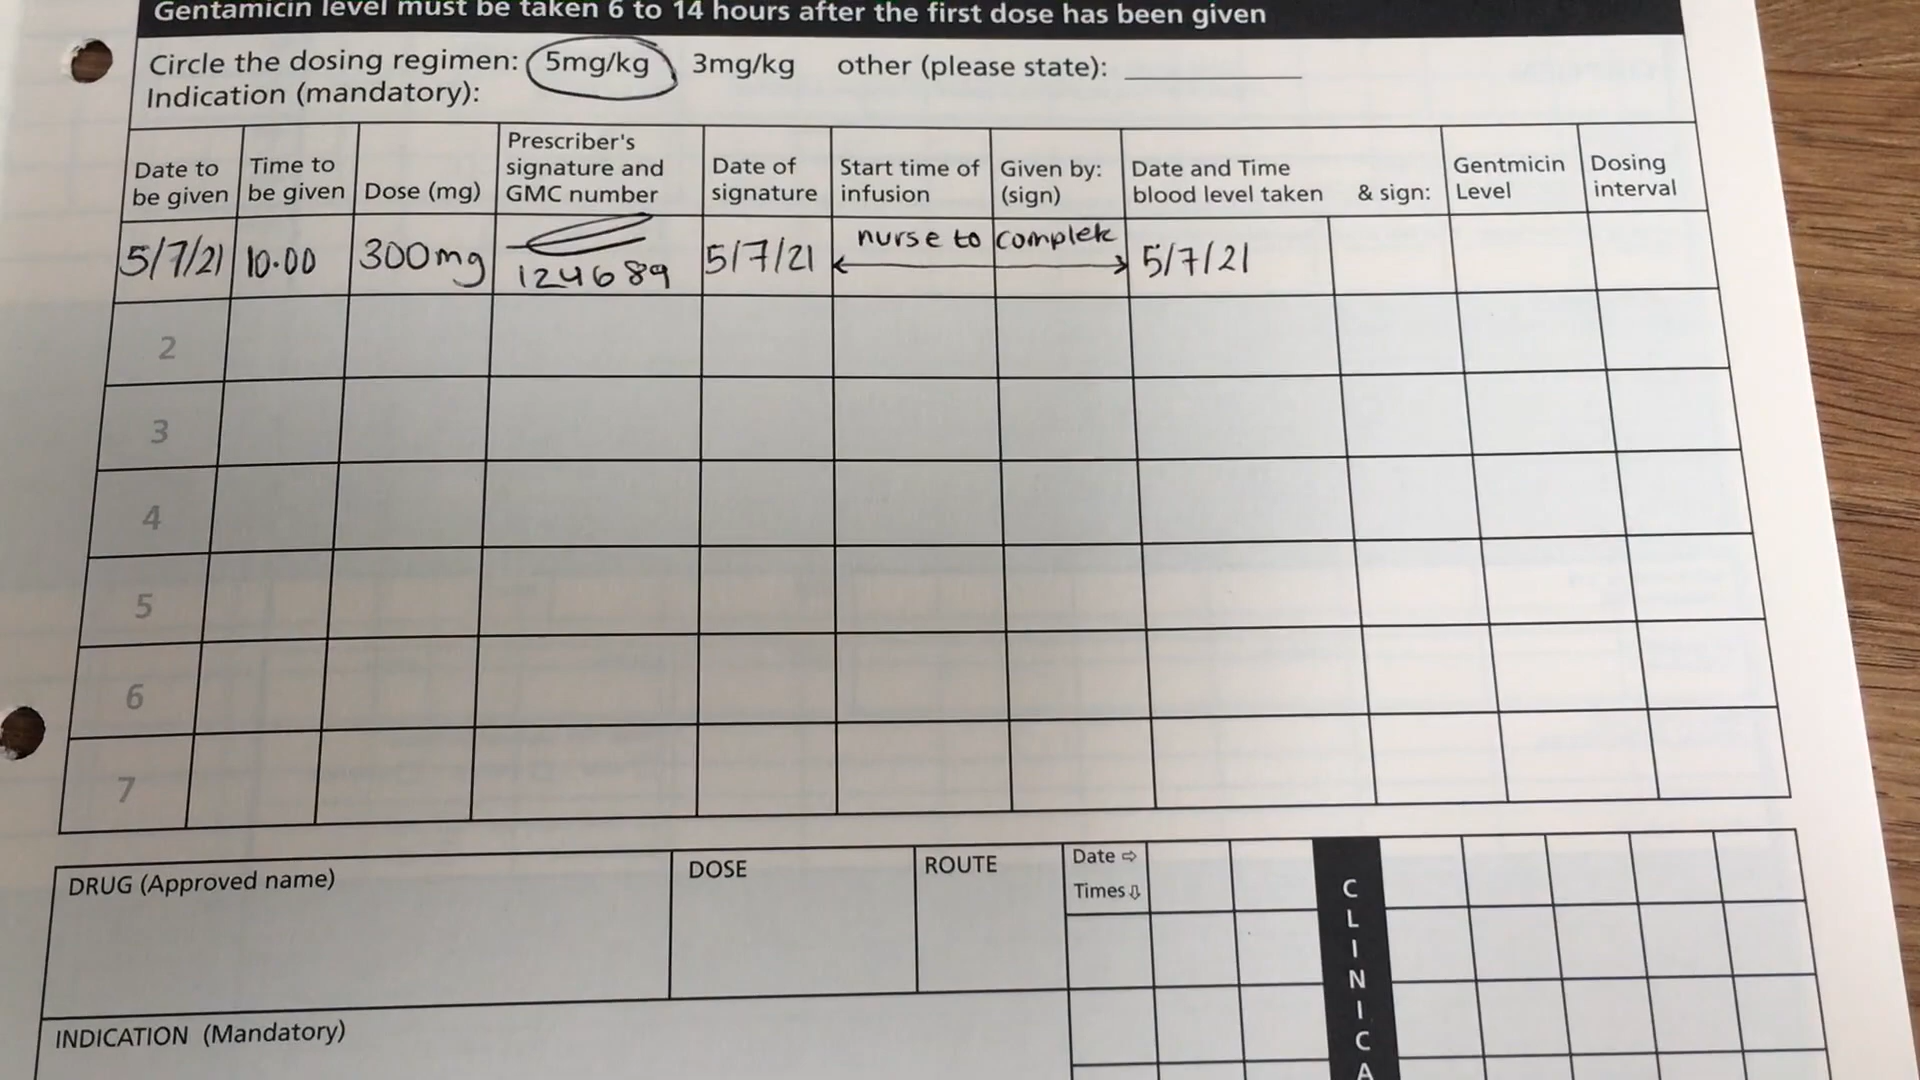 Gentamicin level must be taken 6 to 14 hours after the first dose has been given
Circle the dosing regimen: 5mg/kg 3mg/kg other (please state):
Indication (mandatory):
Date to be given
Time to be given
Dose (mg)
Prescriber's signature and GMC number
Date of signature
Start time of infusion
Given by: (sign)
Date and Time blood level taken & sign:
Gentmicin Level
Dosing interval
5/7/21 10.00 300mg 124689 5/7/21 nurse to complete 5/7/21
2
3
4
5
6
7
DRUG (Approved name) DOSE ROUTE Date ⇨
Times ⇩
INDICATION (Mandatory)
C
L
I
N
I
C
A